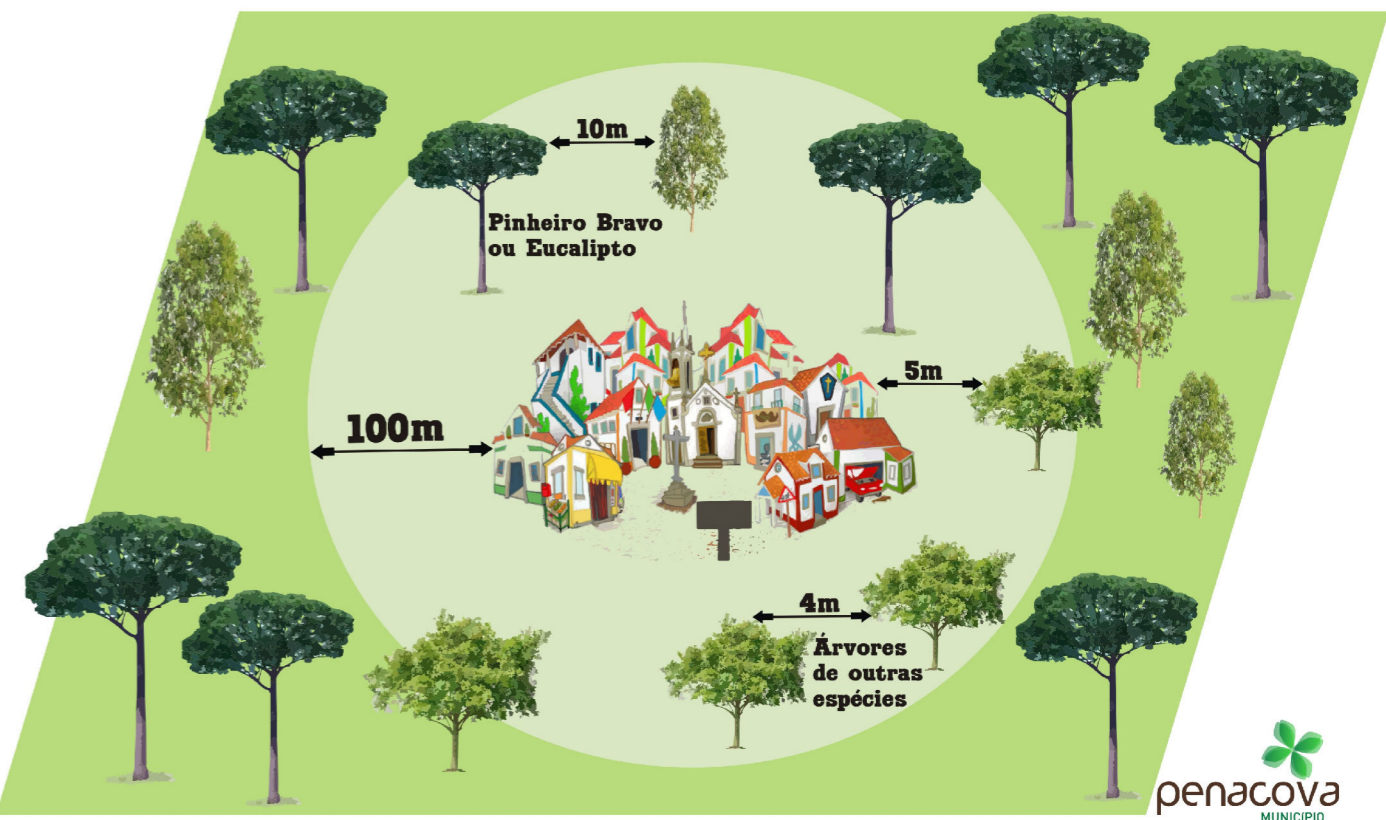 10m
Pinheiro Bravo
ou Eucalipto
5m
100m
4m
Árvores
de outras
espécies
penacova
MUNICÍPIO